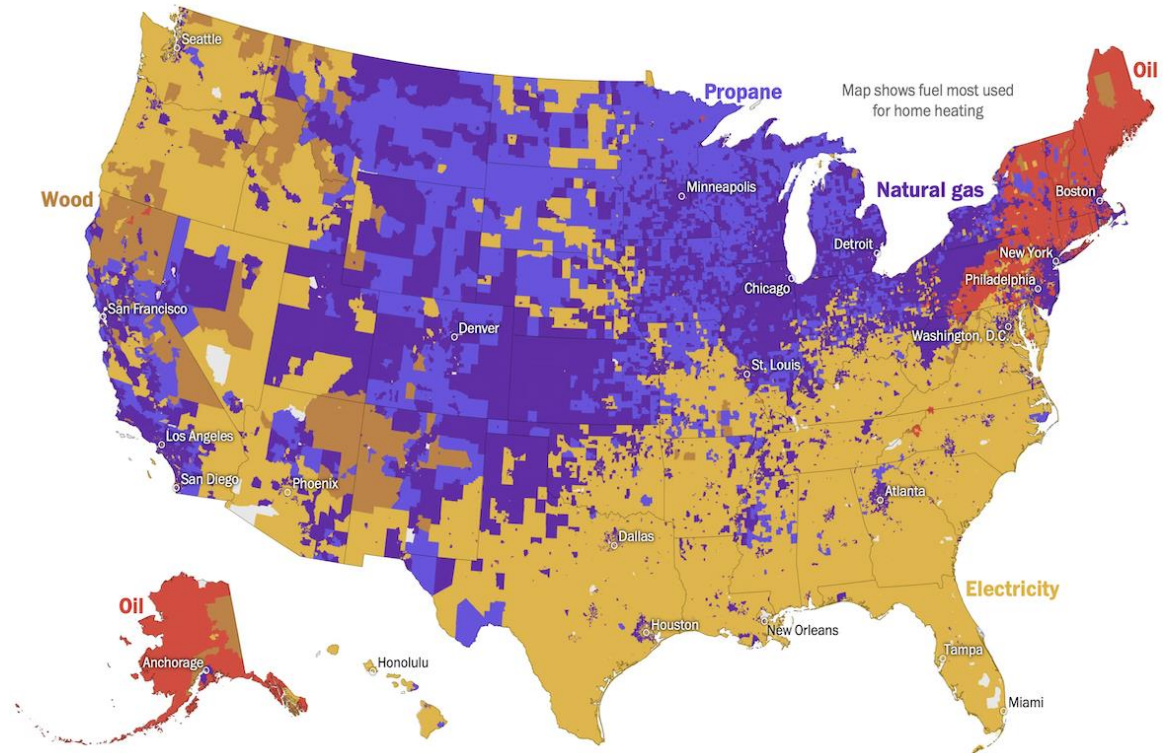 Seattle
Propane
Map shows fuel most used
for home heating
Oil
Wood
Minneapolis
Natural gas
Boston
Detroit
New York
Chicago
Philadelphia
San Francisco
Denver
Washington, D.C.
St. Louis
Los Angeles
San Diego
Phoenix
Atlanta
Dallas
Electricity
Oil
Houston
New Orleans
Anchorage
Honolulu
Tampa
Miami